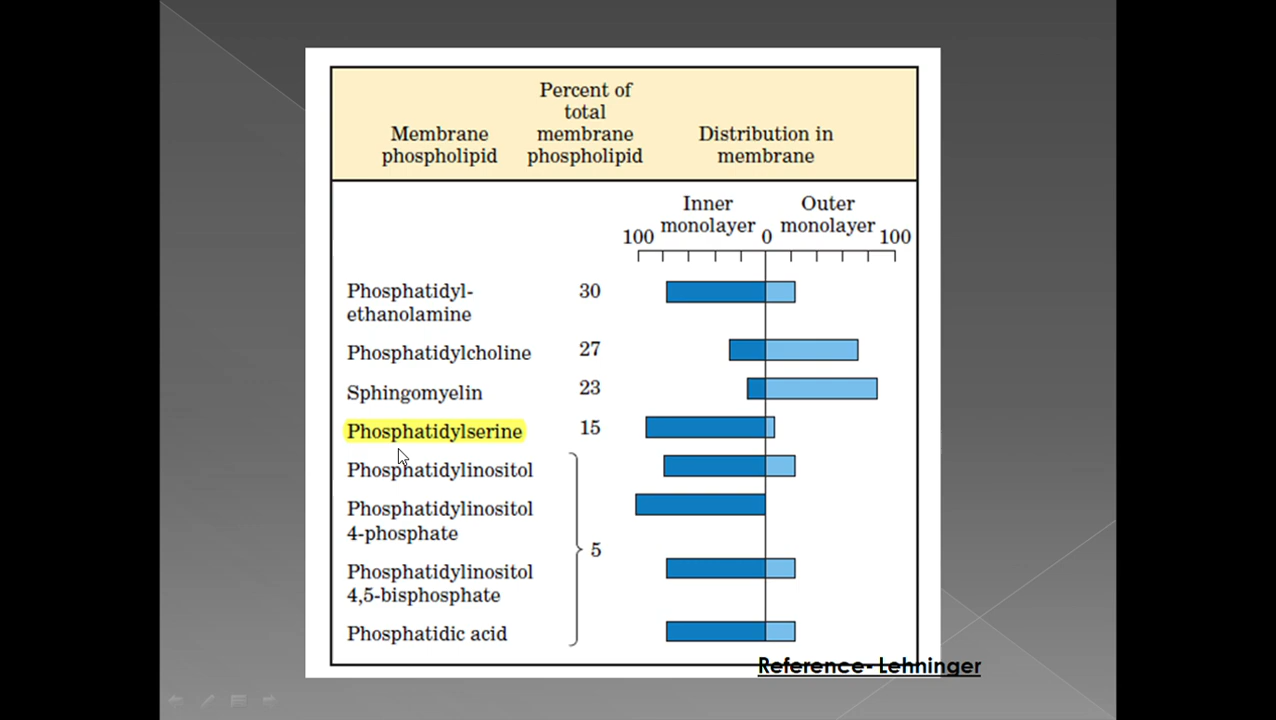 Percent of
total
Membrane membrane Distribution in
phospholipid phospholipid membrane
Inner Outer
monolayer monolayer
100 0 100
Phosphatidyl- 30
ethanolamine
Phosphatidylcholine 27
Sphingomyelin 23
Phosphatidylserine 15
Phosphatidylinositol
Phosphatidylinositol
4-phosphate
5
Phosphatidylinositol
4,5-bisphosphate
Phosphatidic acid
Reference- Lehninger